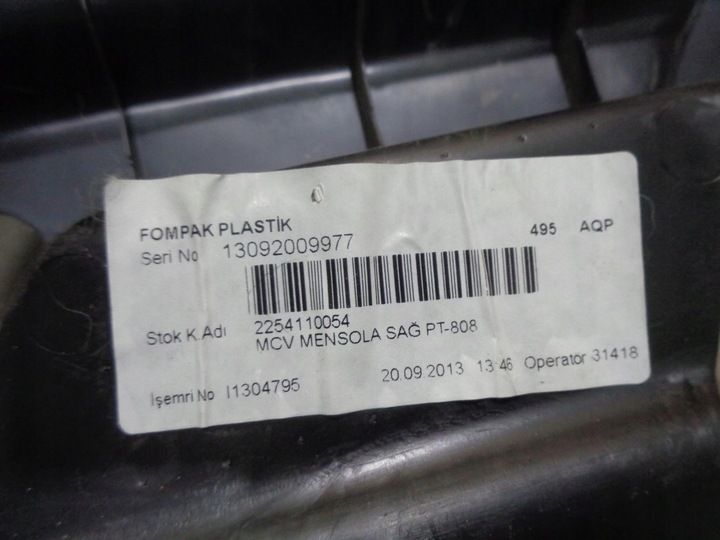 FOMPAK PLASTİK 495 AQP
Seri No 13092009977
Stok K.Adı 2254110054
MCV MENSOLA SAĞ PT-808
İşemri No I1304795 20.09.2013 13:46 Operatör 31418